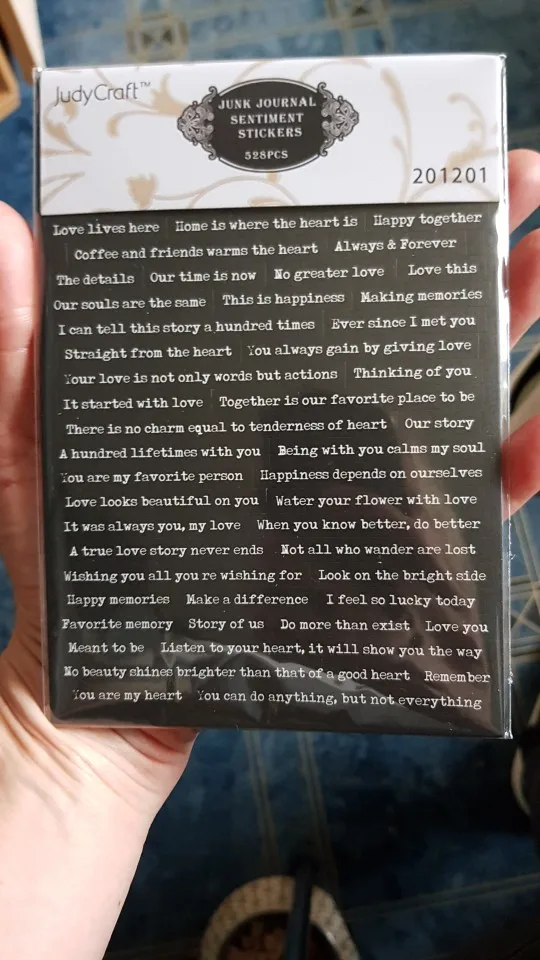 JudyCraft™
JUNK JOURNAL
SENTIMENT
STICKERS
528PCS
201201
Love lives here Home is where the heart is Happy together
Coffee and friends warms the heart Always & Forever
The details Our time is now No greater love Love this
Our souls are the same This is happiness Making memories
I can tell this story a hundred times Ever since I met you
Straight from the heart You always gain by giving love
Your love is not only words but actions Thinking of you
It started with love Together is our favorite place to be
There is no charm equal to tenderness of heart Our story
A hundred lifetimes with you Being with you calms my soul
You are my favorite person Happiness depends on ourselves
Love looks beautiful on you Water your flower with love
It was always you, my love When you know better, do better
A true love story never ends Not all who wander are lost
Wishing you all you re wishing for Look on the bright side
Happy memories Make a difference I feel so lucky today
Favorite memory Story of us Do more than exist Love you
Meant to be Listen to your heart, it will show you the way
No beauty shines brighter than that of a good heart Remember
You are my heart You can do anything, but not everything